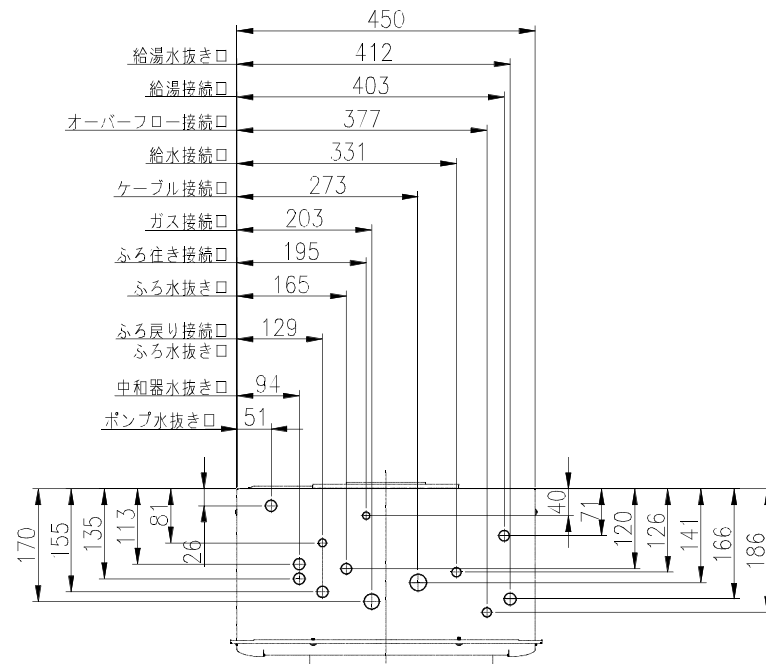 450
給湯水抜き口 412
給湯接続口 403
オーバーフロー接続口 377
給水接続口 331
ケーブル接続口 273
ガス接続口 203
ふろ往き接続口 195
ふろ水抜き口 165
ふろ戻り接続口 129
ふろ水抜き口
中和器水抜き口 94
ポンプ水抜き口 51
170
155
135
113
81
26
40
71
120
126
141
166
186